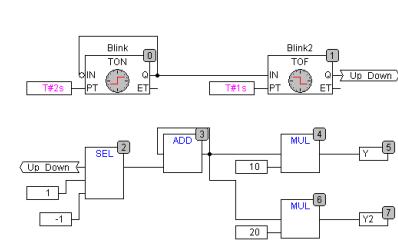 Blink
0
Blink2
1
TON
TOF
IN
Q
IN
Q
Up_Down
T#2s
PT
ET
T#1s
PT
ET
SEL
2
ADD
3
MUL
4
5
Y
Up_Down
10
1
-1
MUL
6
7
Y2
20